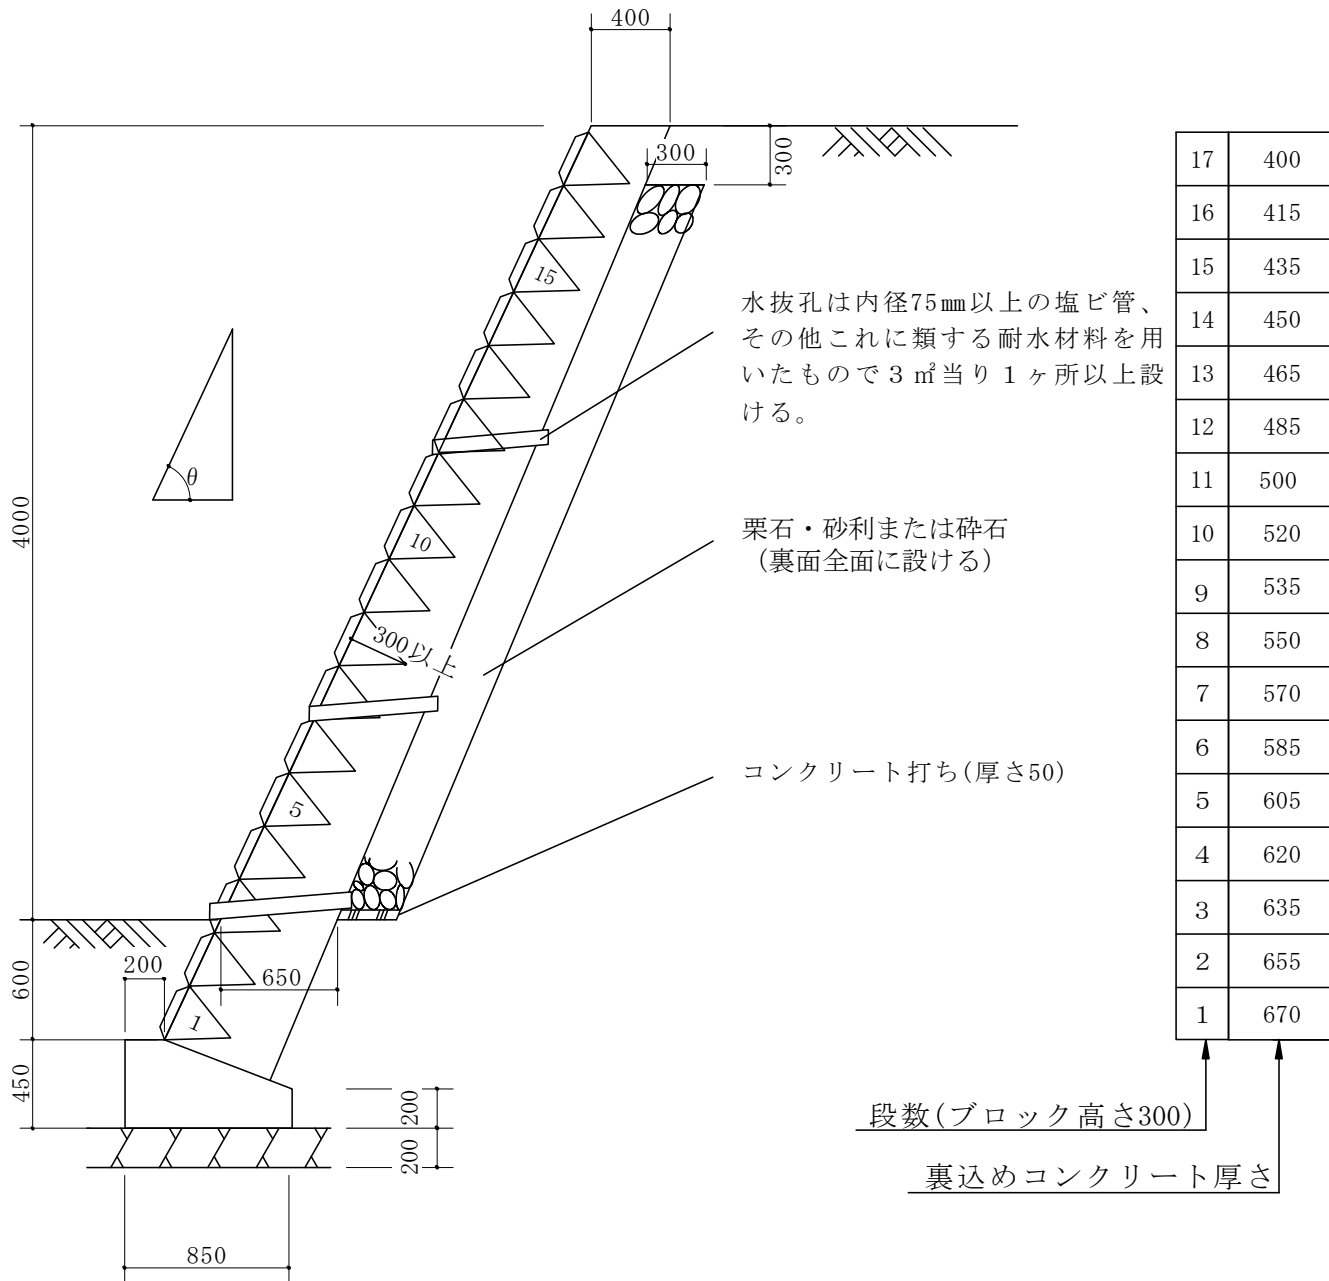 400
300
300
17 400
16 415
15 435
14 450
13 465
12 485
11 500
10 520
9 535
8 550
7 570
6 585
5 605
4 620
3 635
2 655
1 670
15
水抜孔は内径75㎜以上の塩ビ管、
その他これに類する耐水材料を用
いたもので３㎡当り１ヶ所以上設
ける。
θ
4000
10
栗石・砂利または砕石
（裏面全面に設ける）
300以上
コンクリート打ち(厚さ50)
5
200
650
600
1
450
200
200
段数(ブロック高さ300)
裏込めコンクリート厚さ
850